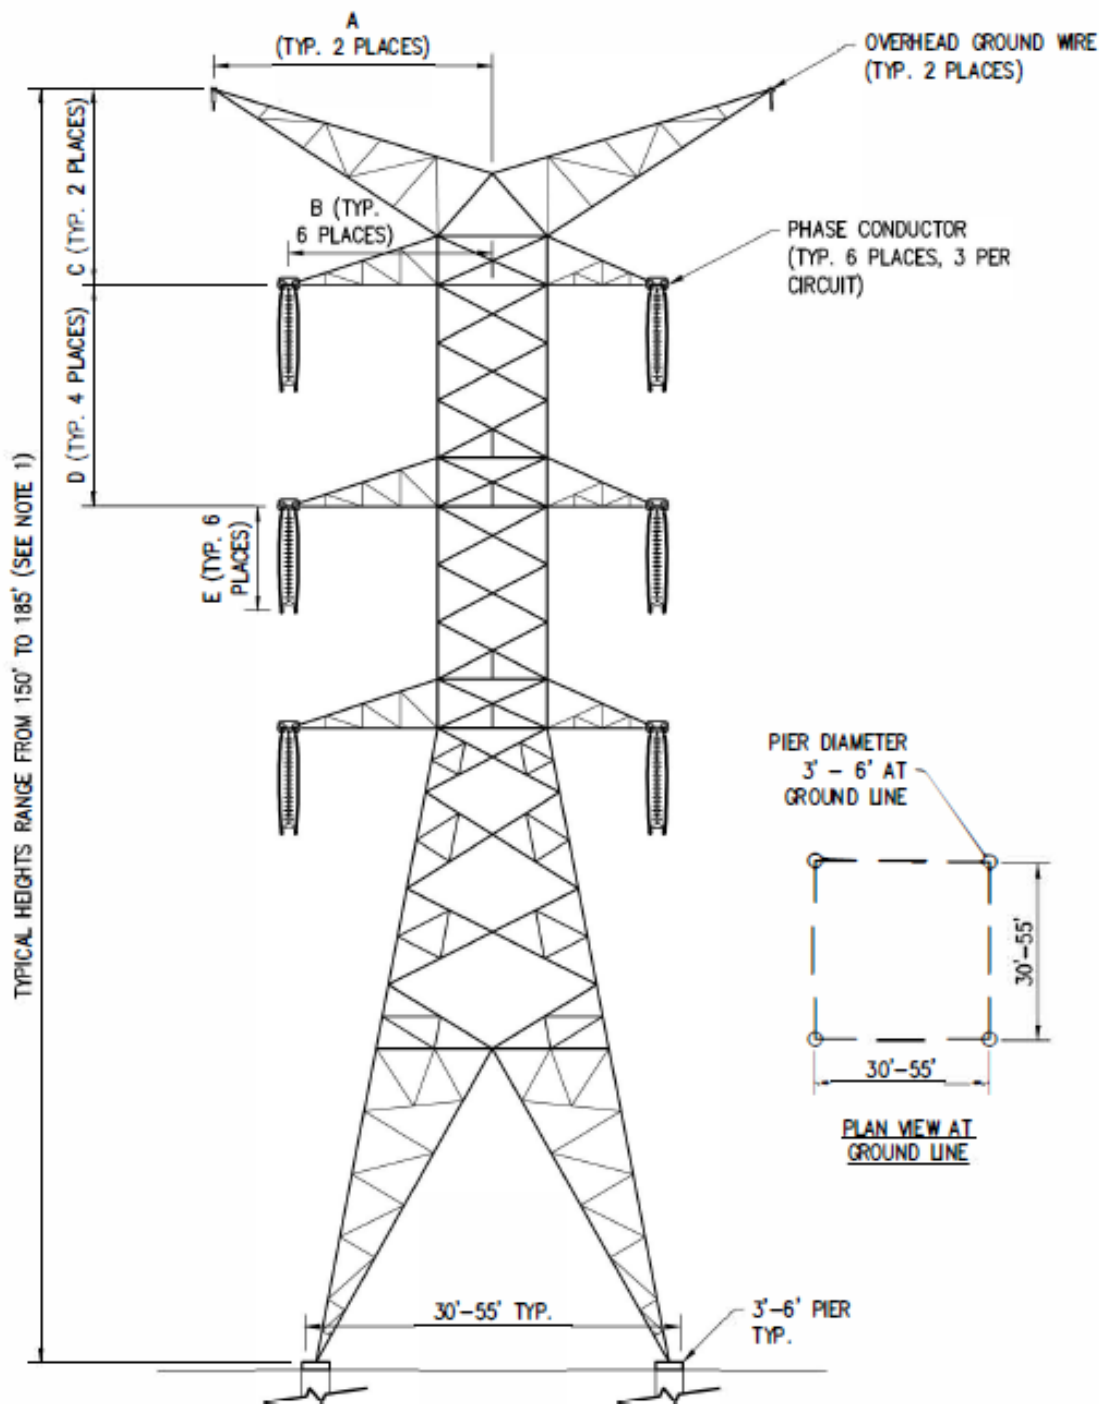 A
(TYP. 2 PLACES)
OVERHEAD GROUND WIRE
(TYP. 2 PLACES)
C (TYP. 2 PLACES)
B (TYP.
6 PLACES)
PHASE CONDUCTOR
(TYP. 6 PLACES, 3 PER
CIRCUIT)
D (TYP. 4 PLACES)
E (TYP. 6
PLACES)
TYPICAL HEIGHTS RANGE FROM 150' TO 185' (SEE NOTE 1)
PIER DIAMETER
3' - 6' AT
GROUND LINE
30'-55'
30'-55'
PLAN VIEW AT
GROUND LINE
30'-55' TYP.
3'-6' PIER
TYP.